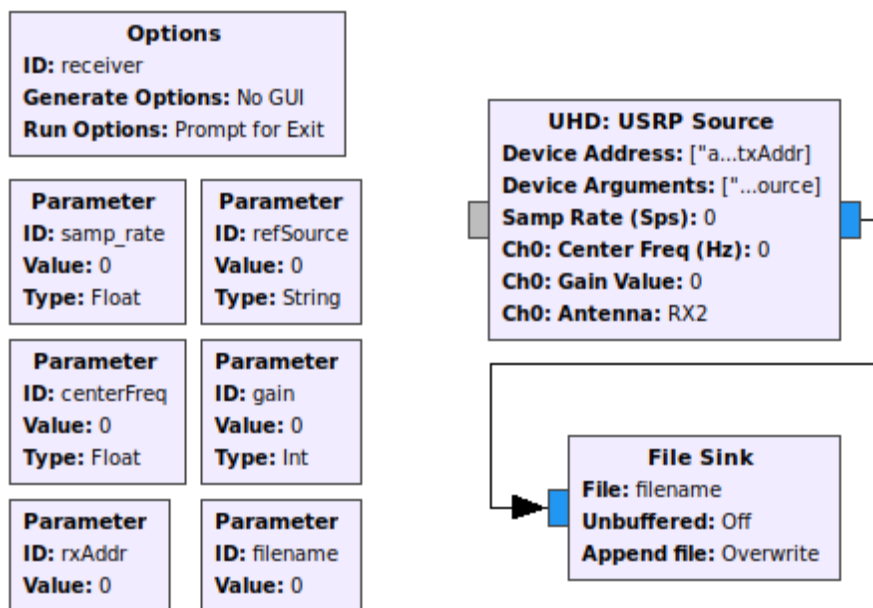 Options
ID: receiver
Generate Options: No GUI
Run Options: Prompt for Exit
Parameter
ID: samp_rate
Value: 0
Type: Float
Parameter
ID: refSource
Value: 0
Type: String
Parameter
ID: centerFreq
Value: 0
Type: Float
Parameter
ID: gain
Value: 0
Type: Int
Parameter
ID: rxAddr
Value: 0
Parameter
ID: filename
Value: 0
UHD: USRP Source
Device Address: ["a...txAddr]
Device Arguments: ["...ource]
Samp Rate (Sps): 0
Ch0: Center Freq (Hz): 0
Ch0: Gain Value: 0
Ch0: Antenna: RX2
File Sink
File: filename
Unbuffered: Off
Append file: Overwrite